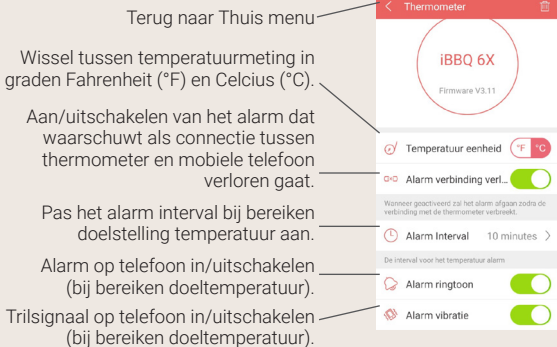 Terug naar Thuis menu
Wissel tussen temperatuurmeting in
graden Fahrenheit (°F) en Celcius (°C).
Aan/uitschakelen van het alarm dat
waarschuwt als connectie tussen
thermometer en mobiele telefoon
verloren gaat.
Pas het alarm interval bij bereiken
doelstelling temperatuur aan.
Alarm op telefoon in/uitschakelen
(bij bereiken doeltemperatuur).
Trilsignaal op telefoon in/uitschakelen
(bij bereiken doeltemperatuur).
Thermometer
iBBQ 6X
Firmware V3.11
Temperatuur eenheid °F °C
Alarm verbinding verl...
Wanneer geactiveerd zal het alarm afgaan zodra de
verbinding met de thermometer verbreekt.
Alarm Interval 10 minutes
De interval voor het temperatuur alarm
Alarm ringtoon
Alarm vibratie